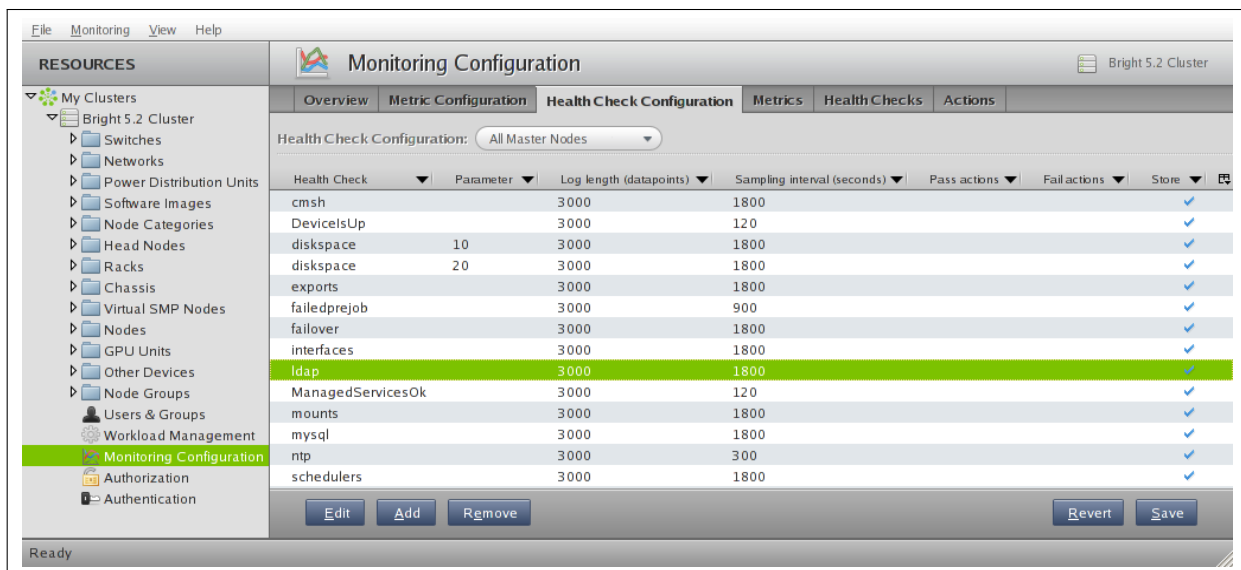 File Monitoring View Help
RESOURCES
My Clusters
Bright 5.2 Cluster
Switches
Networks
Power Distribution Units
Software Images
Node Categories
Head Nodes
Racks
Chassis
Virtual SMP Nodes
Nodes
GPU Units
Other Devices
Node Groups
Users & Groups
Workload Management
Monitoring Configuration
Authorization
Authentication
Monitoring Configuration
Bright 5.2 Cluster
Overview Metric Configuration Health Check Configuration Metrics Health Checks Actions
Health Check Configuration: All Master Nodes
Health Check Parameter Log length (datapoints) Sampling interval (seconds) Pass actions Fail actions Store
cmsh 3000 1800
DeviceIsUp 3000 120
diskspace 10 3000 1800
diskspace 20 3000 1800
exports 3000 1800
failedprejob 3000 900
failover 3000 1800
interfaces 3000 1800
ldap 3000 1800
ManagedServicesOk 3000 120
mounts 3000 1800
mysql 3000 1800
ntp 3000 300
schedulers 3000 1800
Edit Add Remove Revert Save
Ready